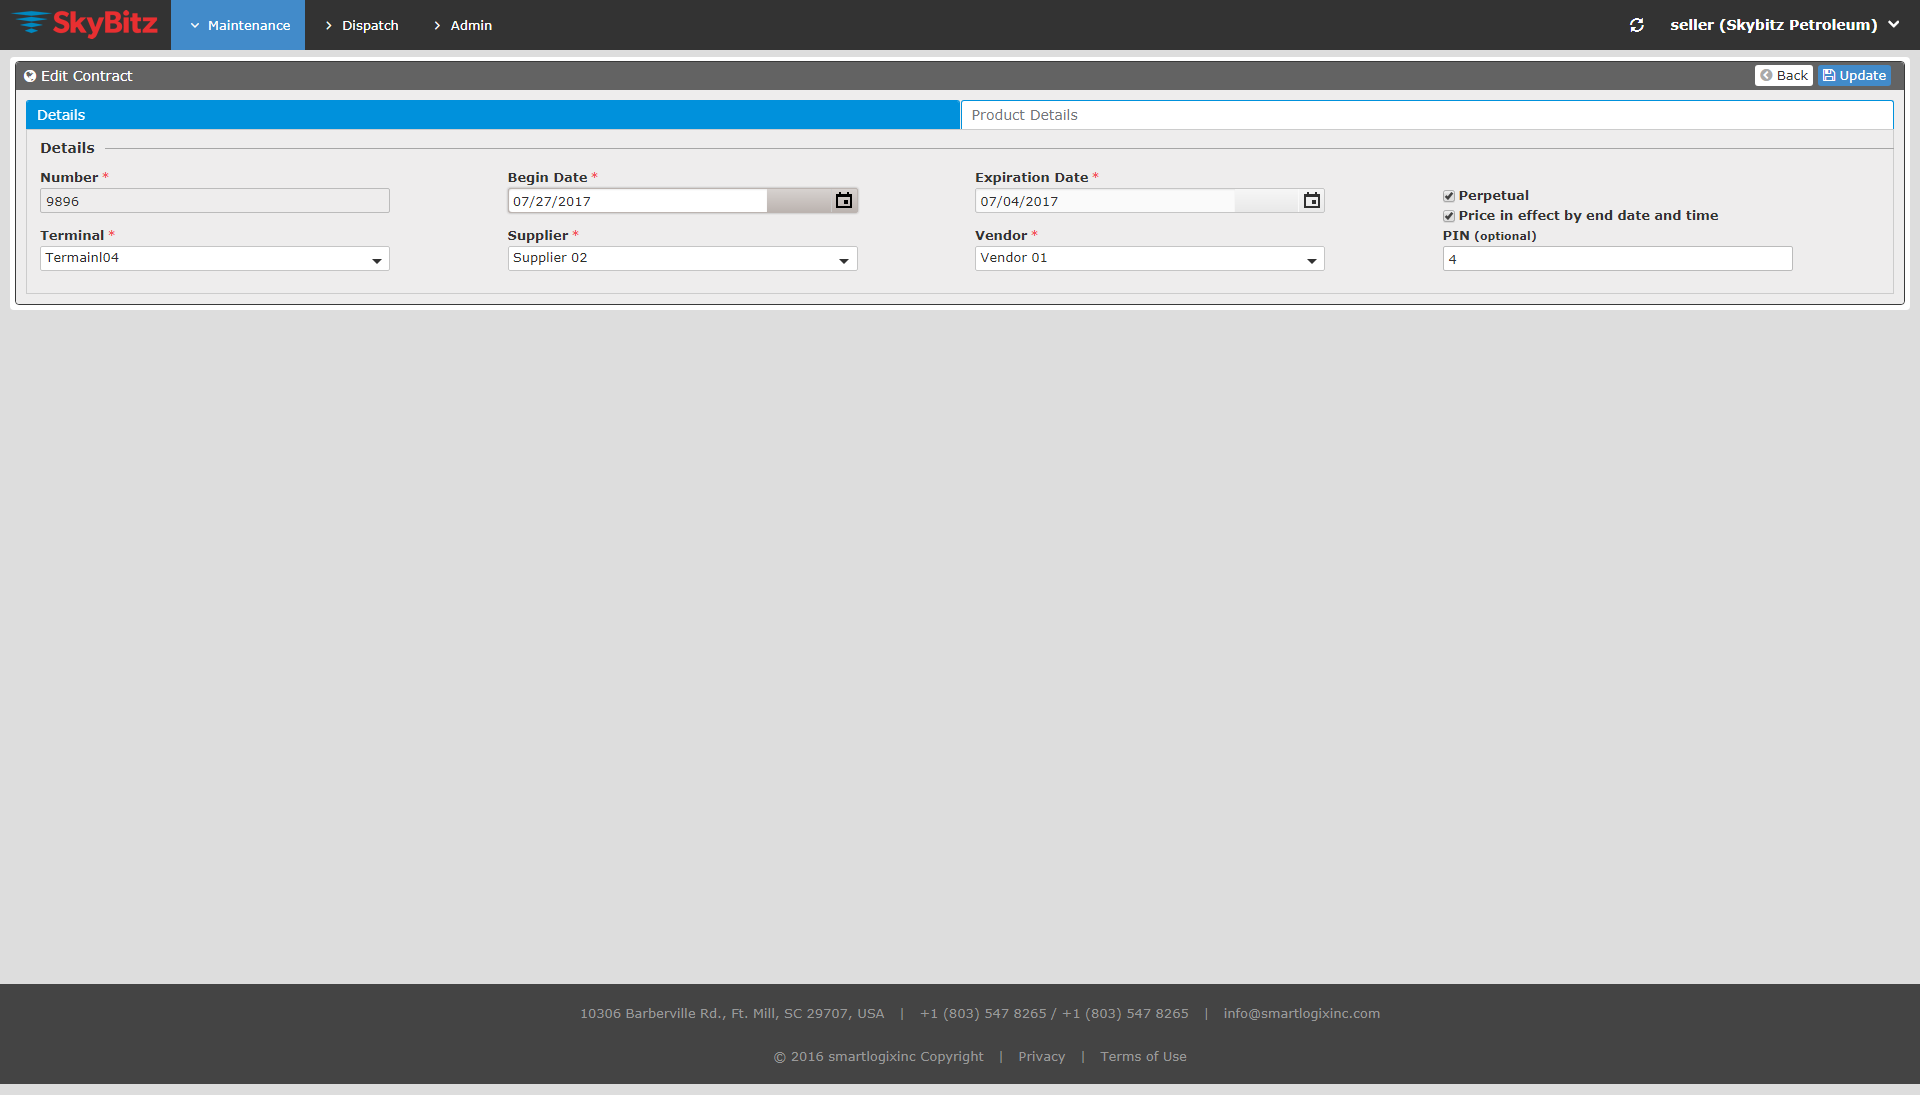 SkyBitz
Maintenance
Dispatch
Admin
seller (Skybitz Petroleum)
Edit Contract
Back
Update
Details
Product Details
Details
Number *
Begin Date *
Expiration Date *
9896
07/27/2017
07/04/2017
Perpetual
Price in effect by end date and time
Terminal *
Supplier *
Vendor *
PIN (optional)
Termainl04
Supplier 02
Vendor 01
4
10306 Barberville Rd., Ft. Mill, SC 29707, USA | +1 (803) 547 8265 / +1 (803) 547 8265 | info@smartlogixinc.com
© 2016 smartlogixinc Copyright | Privacy | Terms of Use